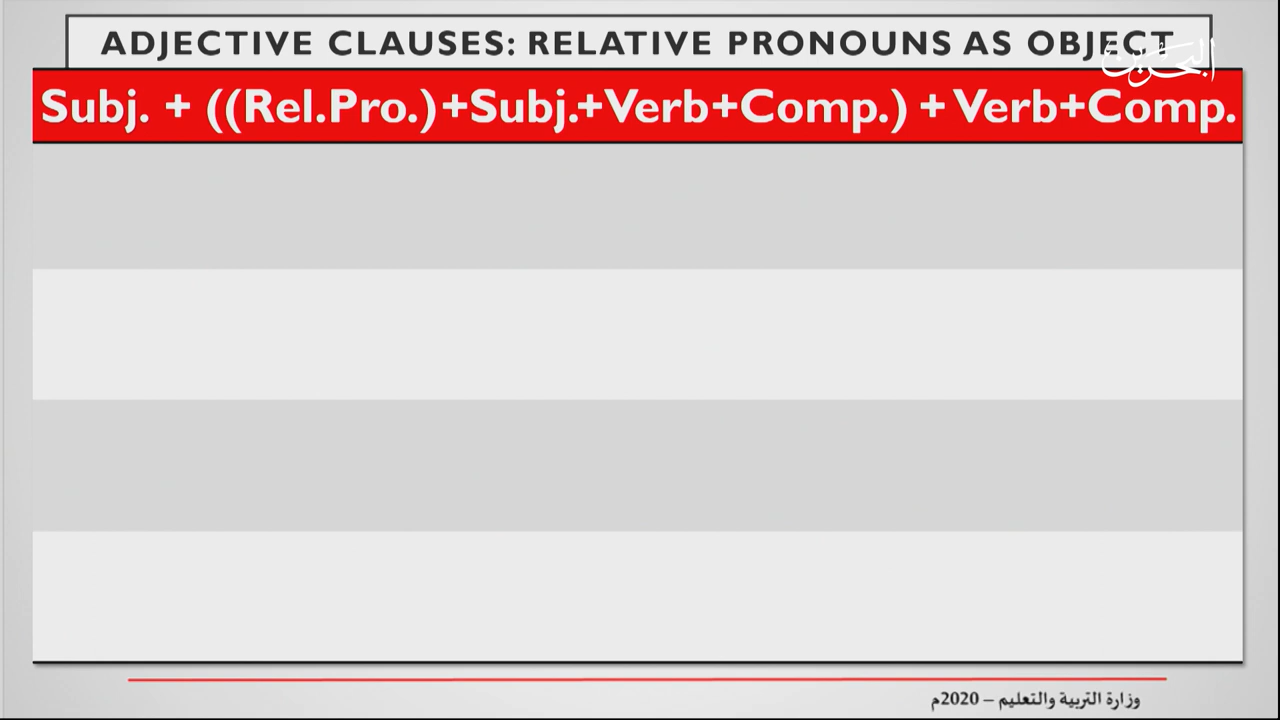 ADJECTIVE CLAUSES: RELATIVE PRONOUNS AS OBJECT
البحرين
Subj. + ((Rel.Pro.)+Subj.+Verb+Comp.) + Verb+Comp.
وزارة التربية والتعليم – 2020م